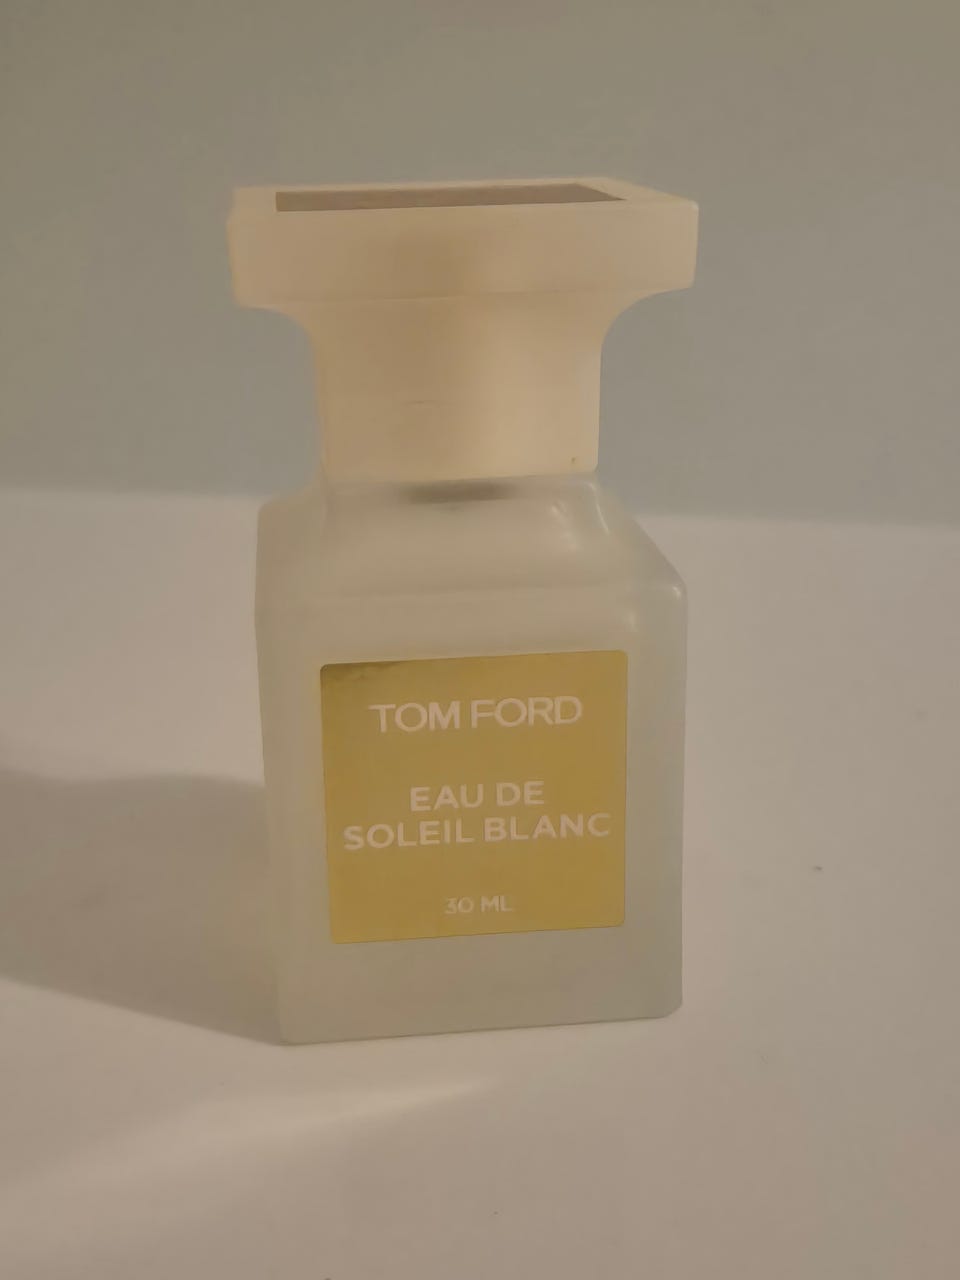 TOM FORD
EAU DE
SOLEIL BLANC
30 ML